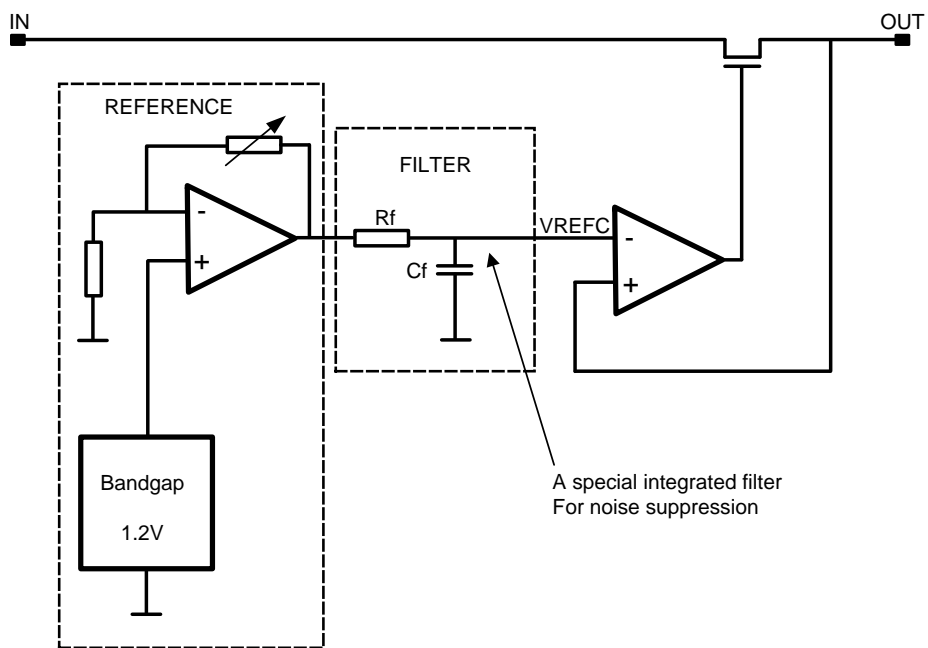 IN
OUT
REFERENCE
FILTER
-
+
Rf
Cf
VREFC
-
+
Bandgap
1.2V
A special integrated filter
For noise suppression